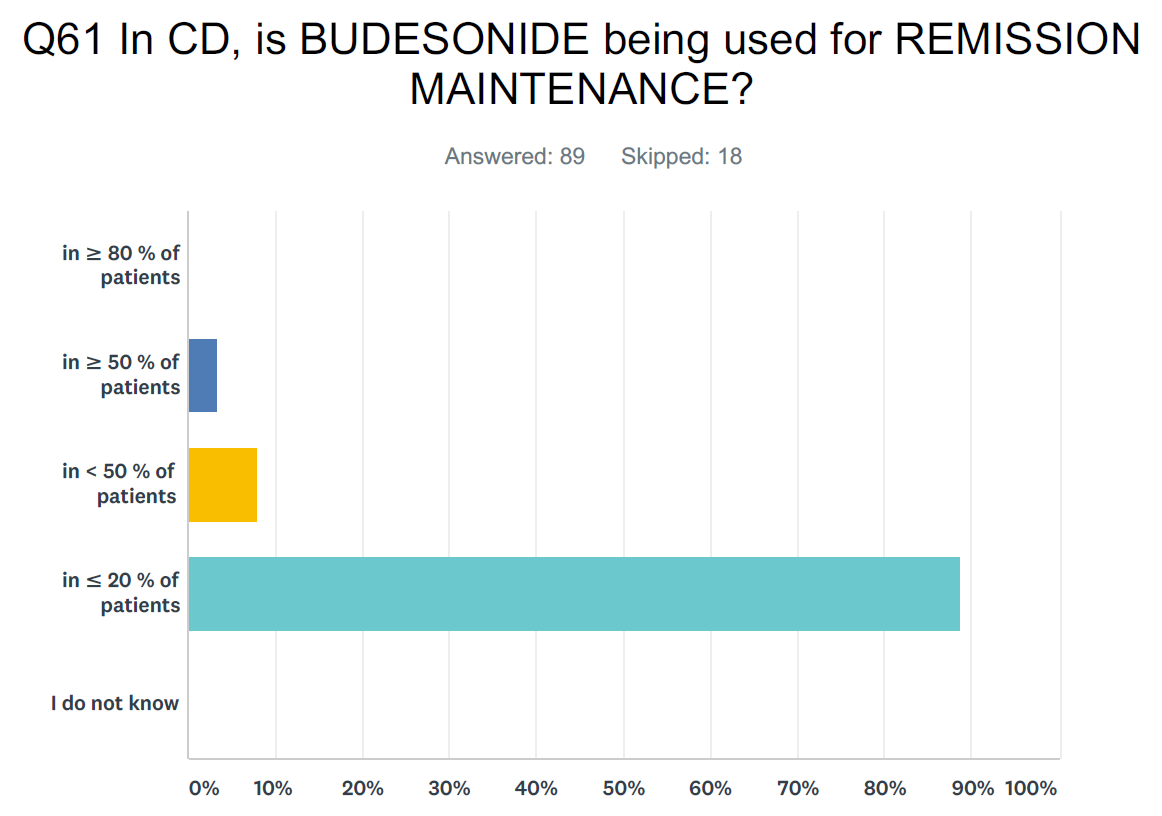 Q61 In CD, is BUDESONIDE being used for REMISSION
MAINTENANCE?
Answered: 89 Skipped: 18
in ≥ 80 % of
patients
in ≥ 50 % of
patients
in < 50 % of
patients
in ≤ 20 % of
patients
I do not know
0% 10% 20% 30% 40% 50% 60% 70% 80% 90% 100%